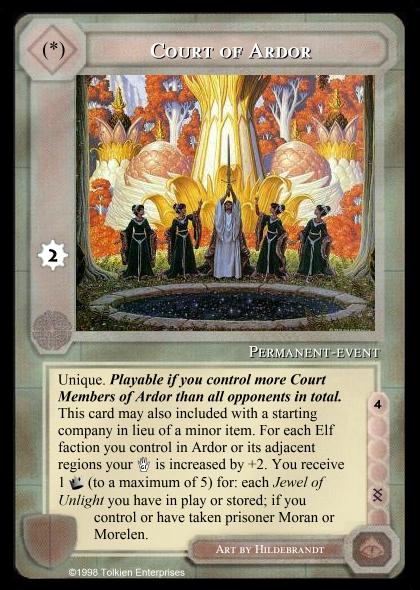 (*)
Court of Ardor
2
Permanent-event
Unique. Playable if you control more Court
Members of Ardor than all opponents in total.
This card may also included with a starting
company in lieu of a minor item. For each Elf
faction you control in Ardor or its adjacent
regions your is increased by +2. You receive
1 (to a maximum of 5) for: each Jewel of
Unlight you have in play or stored; if you
control or have taken prisoner Moran or
Morelen.
4
Art by Hildebrandt
©1998 Tolkien Enterprises